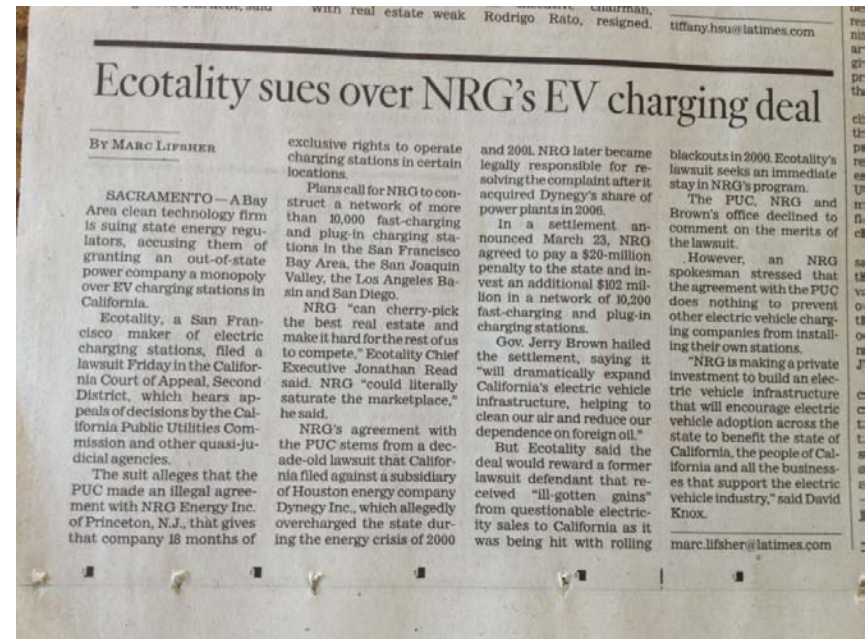 with real estate weak
Rodrigo Rato, resigned.
tiffany.hsu@latimes.com
Ecotality sues over NRG's EV charging deal
BY MARC LIFSHER
SACRAMENTO — A Bay
Area clean technology firm
is suing state energy regu-
lators, accusing them of
granting an out-of-state
power company a monopoly
over EV charging stations in
California.
Ecotality, a San Fran-
cisco maker of electric
charging stations, filed a
lawsuit Friday in the Califor-
nia Court of Appeal, Second
District, which hears ap-
peals of decisions by the Cal-
ifornia Public Utilities Com-
mission and other quasi-ju-
dicial agencies.
The suit alleges that the
PUC made an illegal agree-
ment with NRG Energy Inc.
of Princeton, N.J., that gives
that company 18 months of
exclusive rights to operate
charging stations in certain
locations.
Plans call for NRG to con-
struct a network of more
than 10,000 fast-charging
and plug-in charging sta-
tions in the San Francisco
Bay Area, the San Joaquin
Valley, the Los Angeles Ba-
sin and San Diego.
NRG "can cherry-pick
the best real estate and
make it hard for the rest of us
to compete," Ecotality Chief
Executive Jonathan Read
said. NRG "could literally
saturate the marketplace,"
he said.
NRG's agreement with
the PUC stems from a dec-
ade-old lawsuit that Califor-
nia filed against a subsidiary
of Houston energy company
Dynegy Inc., which allegedly
overcharged the state dur-
ing the energy crisis of 2000
and 2001. NRG later became
legally responsible for re-
solving the complaint after it
acquired Dynegy's share of
power plants in 2006.
In a settlement an-
nounced March 23, NRG
agreed to pay a $20-million
penalty to the state and in-
vest an additional $102 mil-
lion in a network of 10,200
fast-charging and plug-in
charging stations.
Gov. Jerry Brown hailed
the settlement, saying it
"will dramatically expand
California's electric vehicle
infrastructure, helping to
clean our air and reduce our
dependence on foreign oil."
But Ecotality said the
deal would reward a former
lawsuit defendant that re-
ceived "ill-gotten gains"
from questionable electric-
ity sales to California as it
was being hit with rolling
blackouts in 2000. Ecotality's
lawsuit seeks an immediate
stay in NRG's program.
The PUC, NRG and
Brown's office declined to
comment on the merits of
the lawsuit.
However, an NRG
spokesman stressed that
the agreement with the PUC
does nothing to prevent
other electric vehicle charg-
ing companies from install-
ing their own stations.
"NRG is making a private
investment to build an elec-
tric vehicle infrastructure
that will encourage electric
vehicle adoption across the
state to benefit the state of
California, the people of Cal-
ifornia and all the business-
es that support the electric
vehicle industry," said David
Knox.
marc.lifsher@latimes.com